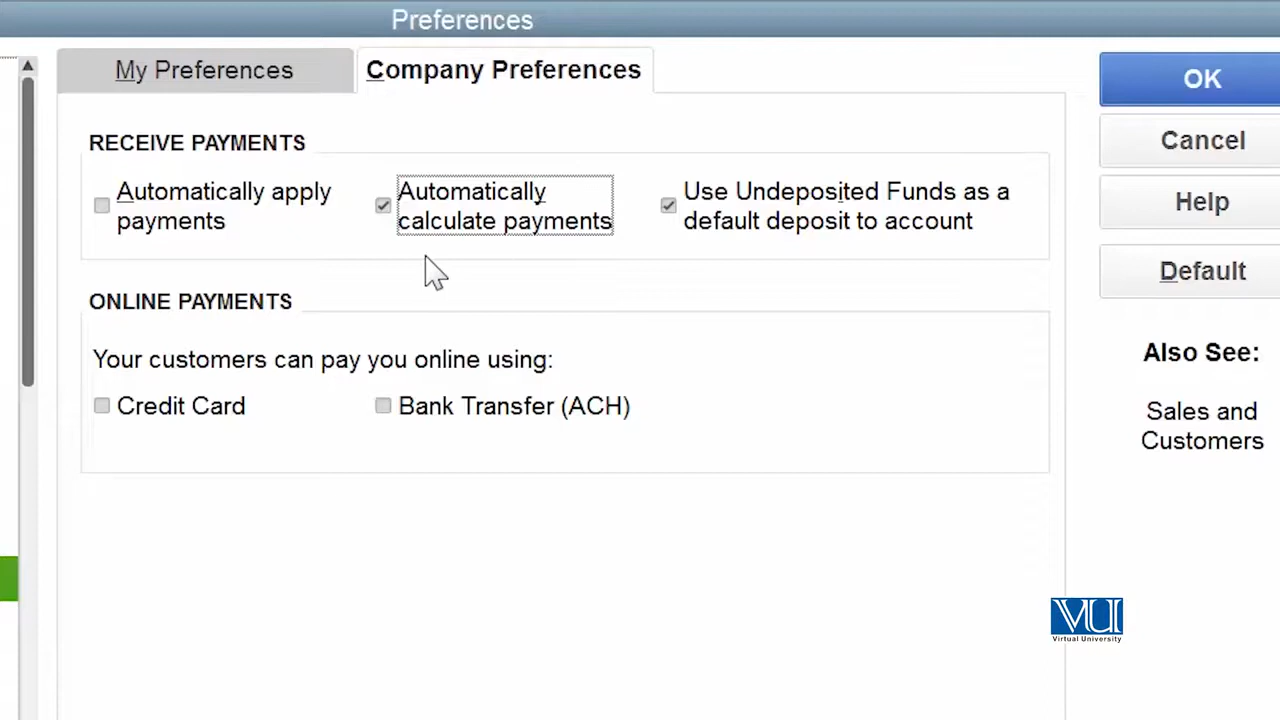 Preferences
My Preferences
Company Preferences
OK
Cancel
Help
Default
Also See:
Sales and
Customers
RECEIVE PAYMENTS
Automatically apply
payments
Automatically
calculate payments
Use Undeposited Funds as a
default deposit to account
ONLINE PAYMENTS
Your customers can pay you online using:
Credit Card
Bank Transfer (ACH)
VU
Virtual University